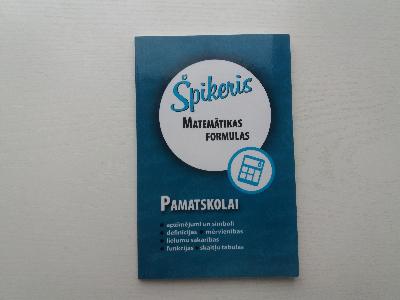 Špikeris
MATEMĀTIKAS
FORMULAS
PAMATSKOLAI
• apzīmējumi un simboli
• definīcijas • mērvienības
• lielumu sakarības
• funkcijas • skaitļu tabulas